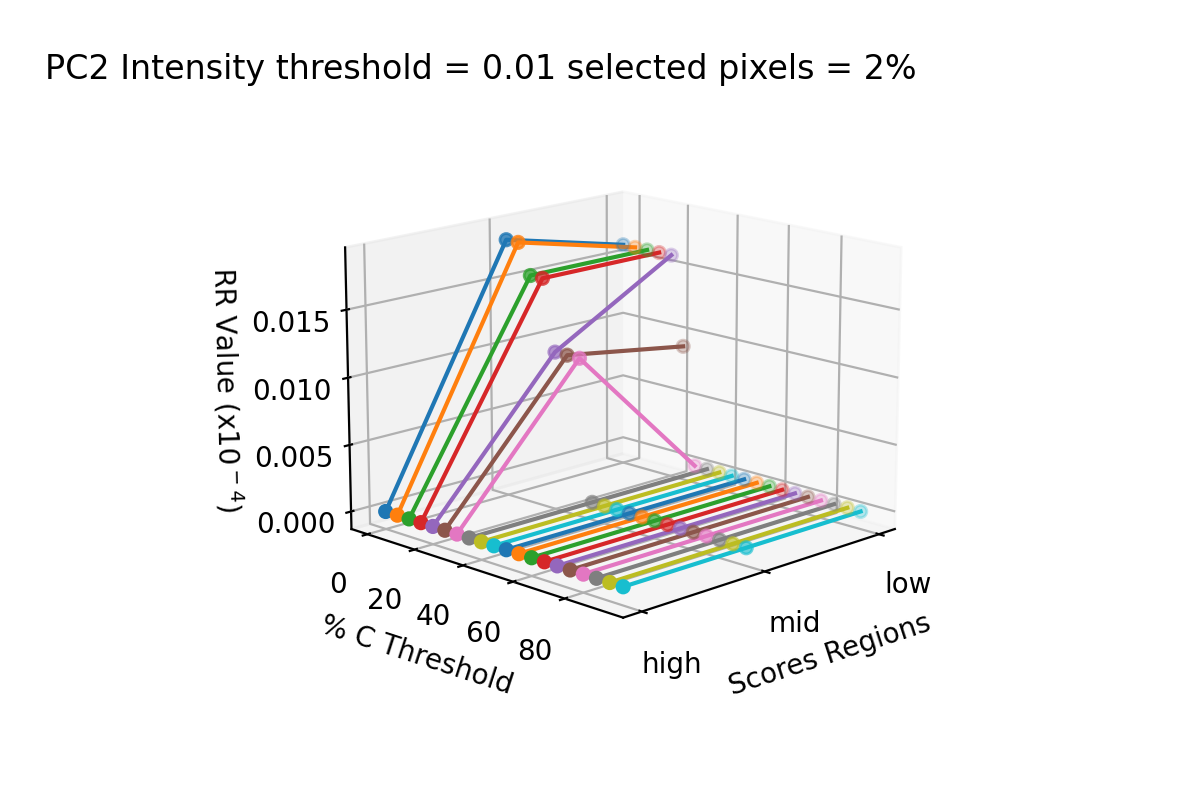 PC2 Intensity threshold = 0.01 selected pixels = 2%
RR Value (x10⁻⁴)
0.015
0.010
0.005
0.000
0
20
40
60
80
% C Threshold
high
mid
low
Scores Regions